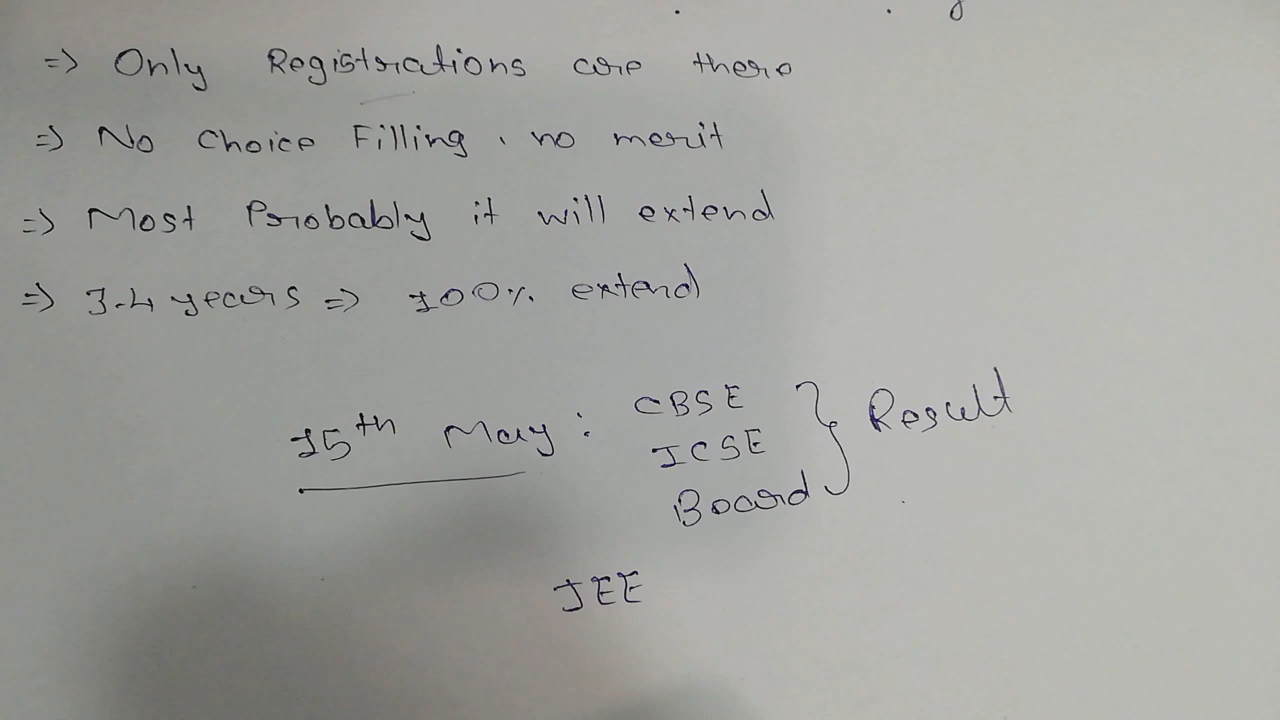 => Only Registrations are there
=> No Choice Filling . no merit
=> Most Probably it will extend
=> 3-4 years => 100% extend
15th May : CBSE
ICSE
Board } Result
JEE